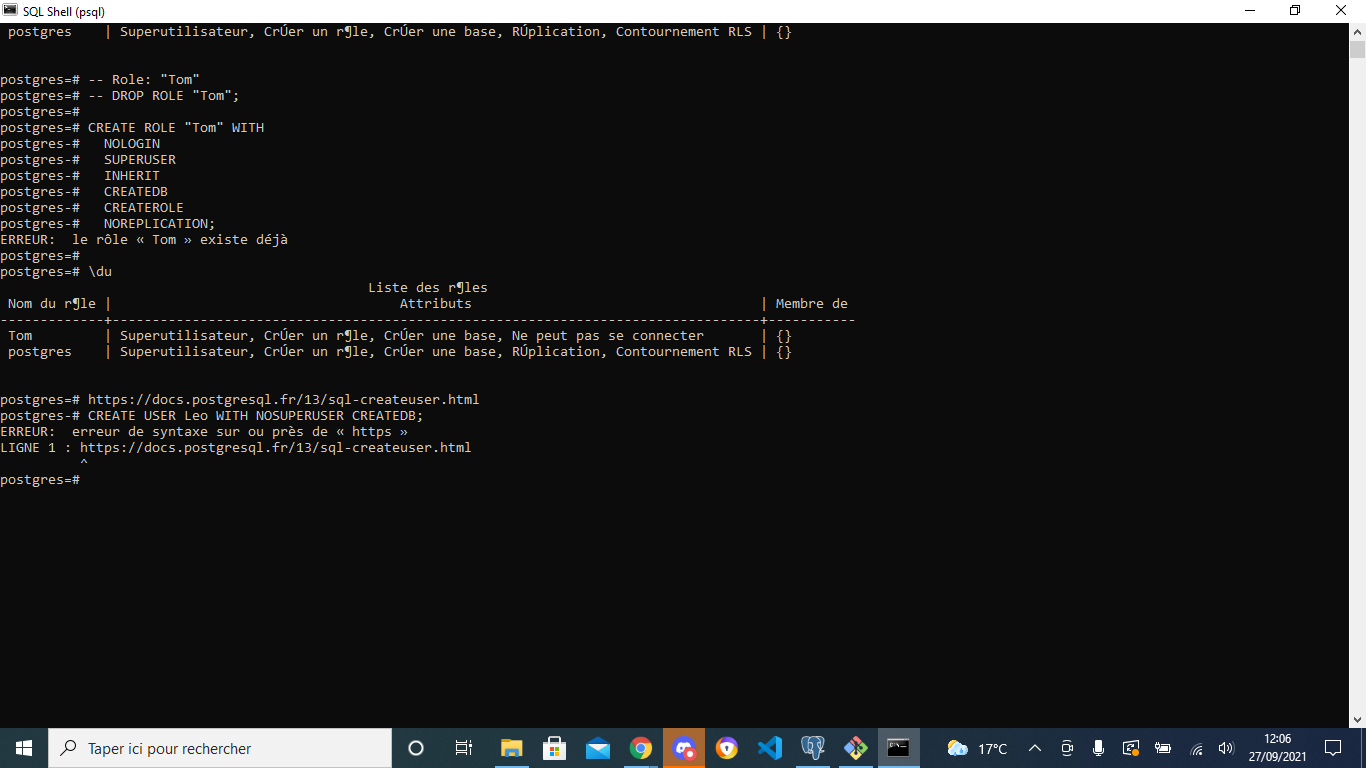 SQL Shell (psql)
 postgres    | Superutilisateur, CrÚer un r¶le, CrÚer une base, RÚplication, Contournement RLS | {}
postgres=# -- Role: "Tom"
postgres=# -- DROP ROLE "Tom";
postgres=#
postgres=# CREATE ROLE "Tom" WITH
postgres-#   NOLOGIN
postgres-#   SUPERUSER
postgres-#   INHERIT
postgres-#   CREATEDB
postgres-#   CREATEROLE
postgres-#   NOREPLICATION;
ERREUR:  le rôle « Tom » existe déjà
postgres=#
postgres=# \du
                                              Liste des r¶les
 Nom du r¶le |                                    Attributs                                    | Membre de
-------------+---------------------------------------------------------------------------------+-----------
 Tom         | Superutilisateur, CrÚer un r¶le, CrÚer une base, Ne peut pas se connecter       | {}
 postgres    | Superutilisateur, CrÚer un r¶le, CrÚer une base, RÚplication, Contournement RLS | {}
postgres=# https://docs.postgresql.fr/13/sql-createuser.html
postgres-# CREATE USER Leo WITH NOSUPERUSER CREATEDB;
ERREUR:  erreur de syntaxe sur ou près de « https »
LIGNE 1 : https://docs.postgresql.fr/13/sql-createuser.html
          ^
postgres=#
Taper ici pour rechercher
17°C
12:06
27/09/2021